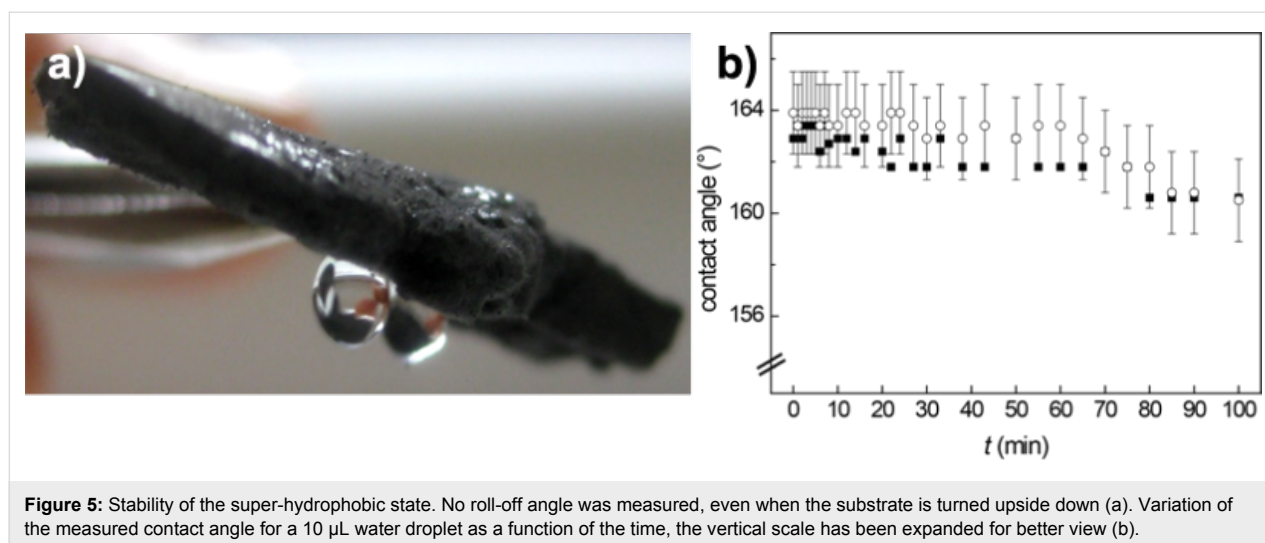 a)
b)
contact angle (°)
164
160
156
0 10 20 30 40 50 60 70 80 90 100
t (min)
Figure 5: Stability of the super-hydrophobic state. No roll-off angle was measured, even when the substrate is turned upside down (a). Variation of
the measured contact angle for a 10 µL water droplet as a function of the time, the vertical scale has been expanded for better view (b).